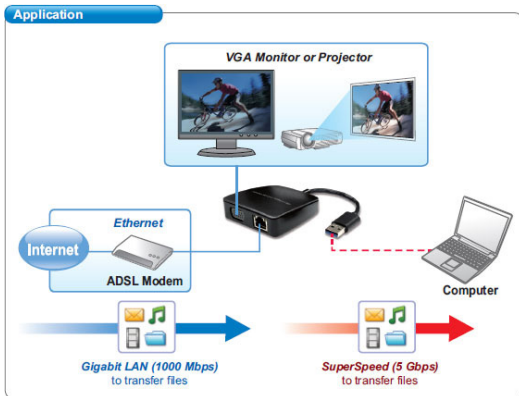 Application
VGA Monitor or Projector
Ethernet
Internet
ADSL Modem
Computer
Gigabit LAN (1000 Mbps)
to transfer files
SuperSpeed (5 Gbps)
to transfer files